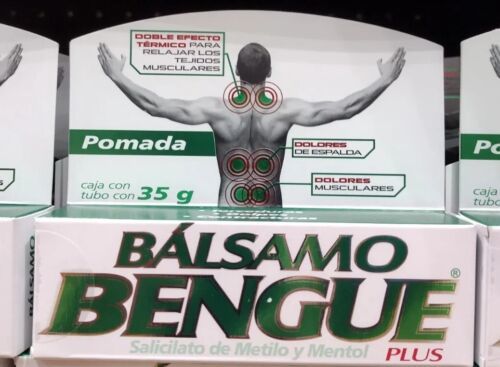 DOBLE EFECTO
TÉRMICO PARA
RELAJAR LOS
TEJIDOS
MUSCULARES
Pomada
DOLORES
DE ESPALDA
DOLORES
MUSCULARES
caja con
tubo con 35 g
BÁLSAMO
BENGUE®
Salicilato de Metilo y Mentol
PLUS
BÁLSAMO